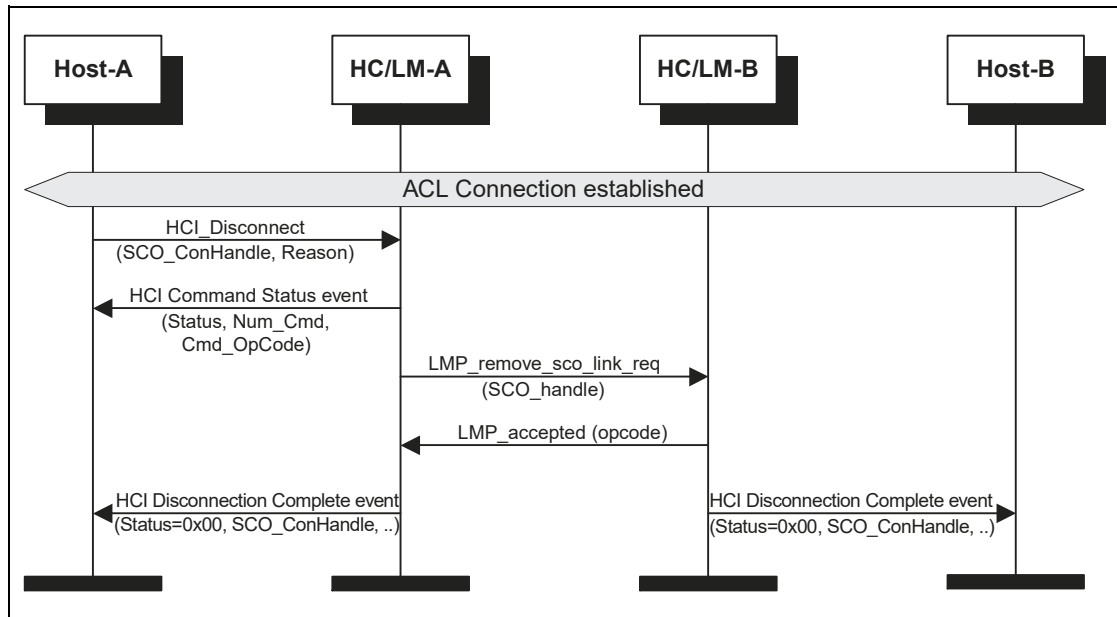 Host-A
HC/LM-A
HC/LM-B
Host-B
ACL Connection established
HCI_Disconnect
(SCO_ConHandle, Reason)
HCI Command Status event
(Status, Num_Cmd,
Cmd_OpCode)
LMP_remove_sco_link_req
(SCO_handle)
LMP_accepted (opcode)
HCI Disconnection Complete event
(Status=0x00, SCO_ConHandle, ..)
HCI Disconnection Complete event
(Status=0x00, SCO_ConHandle, ..)